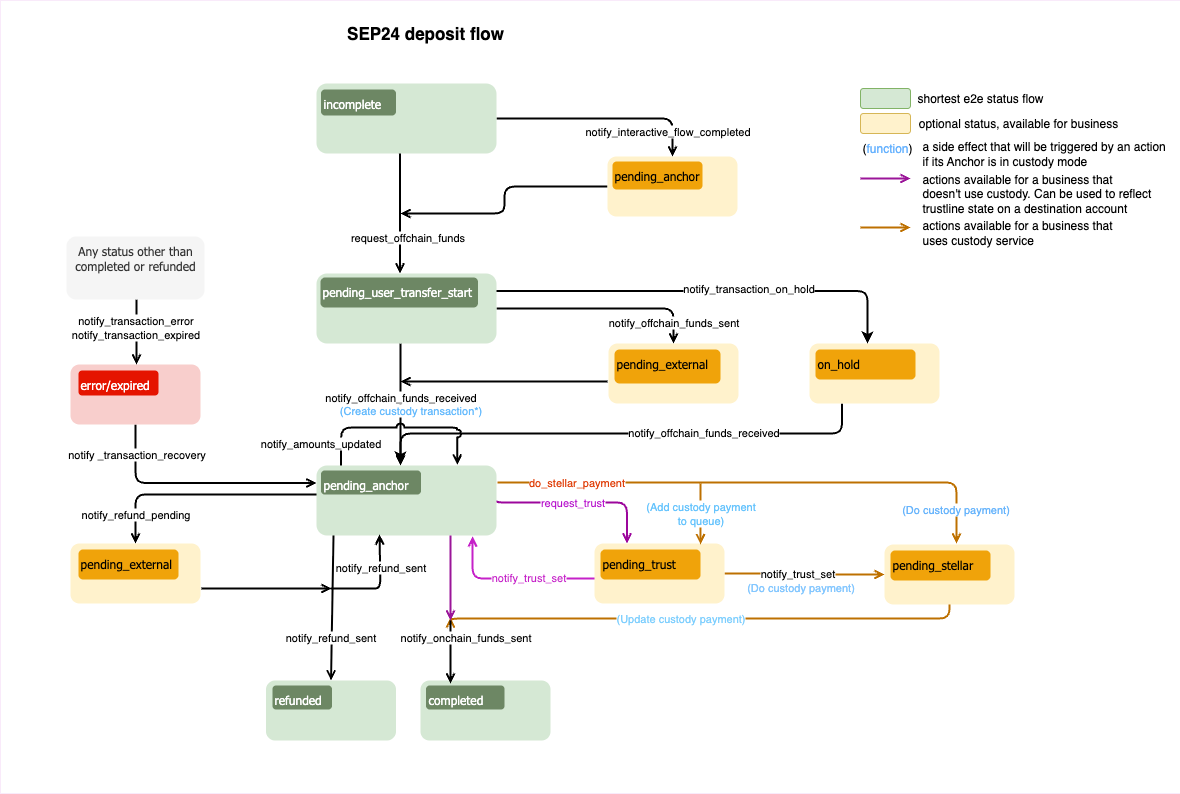 SEP24 deposit flow
incomplete
notify_interactive_flow_completed
pending_anchor
request_offchain_funds
shortest e2e status flow
optional status, available for business
(function)
a side effect that will be triggered by an action
if its Anchor is in custody mode
actions available for a business that
doesn't use custody. Can be used to reflect
trustline state on a destination account
actions available for a business that
uses custody service
Any status other than
completed or refunded
notify_transaction_error
notify_transaction_expired
error/expired
notify _transaction_recovery
pending_user_transfer_start
notify_transaction_on_hold
notify_offchain_funds_sent
pending_external
on_hold
notify_offchain_funds_received
(Create custody transaction*)
notify_offchain_funds_received
notify_amounts_updated
pending_anchor
do_stellar_payment
request_trust
(Add custody payment
to queue)
(Do custody payment)
notify_refund_pending
pending_external
notify_refund_sent
notify_trust_set
pending_trust
notify_trust_set
(Do custody payment)
pending_stellar
(Update custody payment)
notify_refund_sent
notify_onchain_funds_sent
refunded
completed